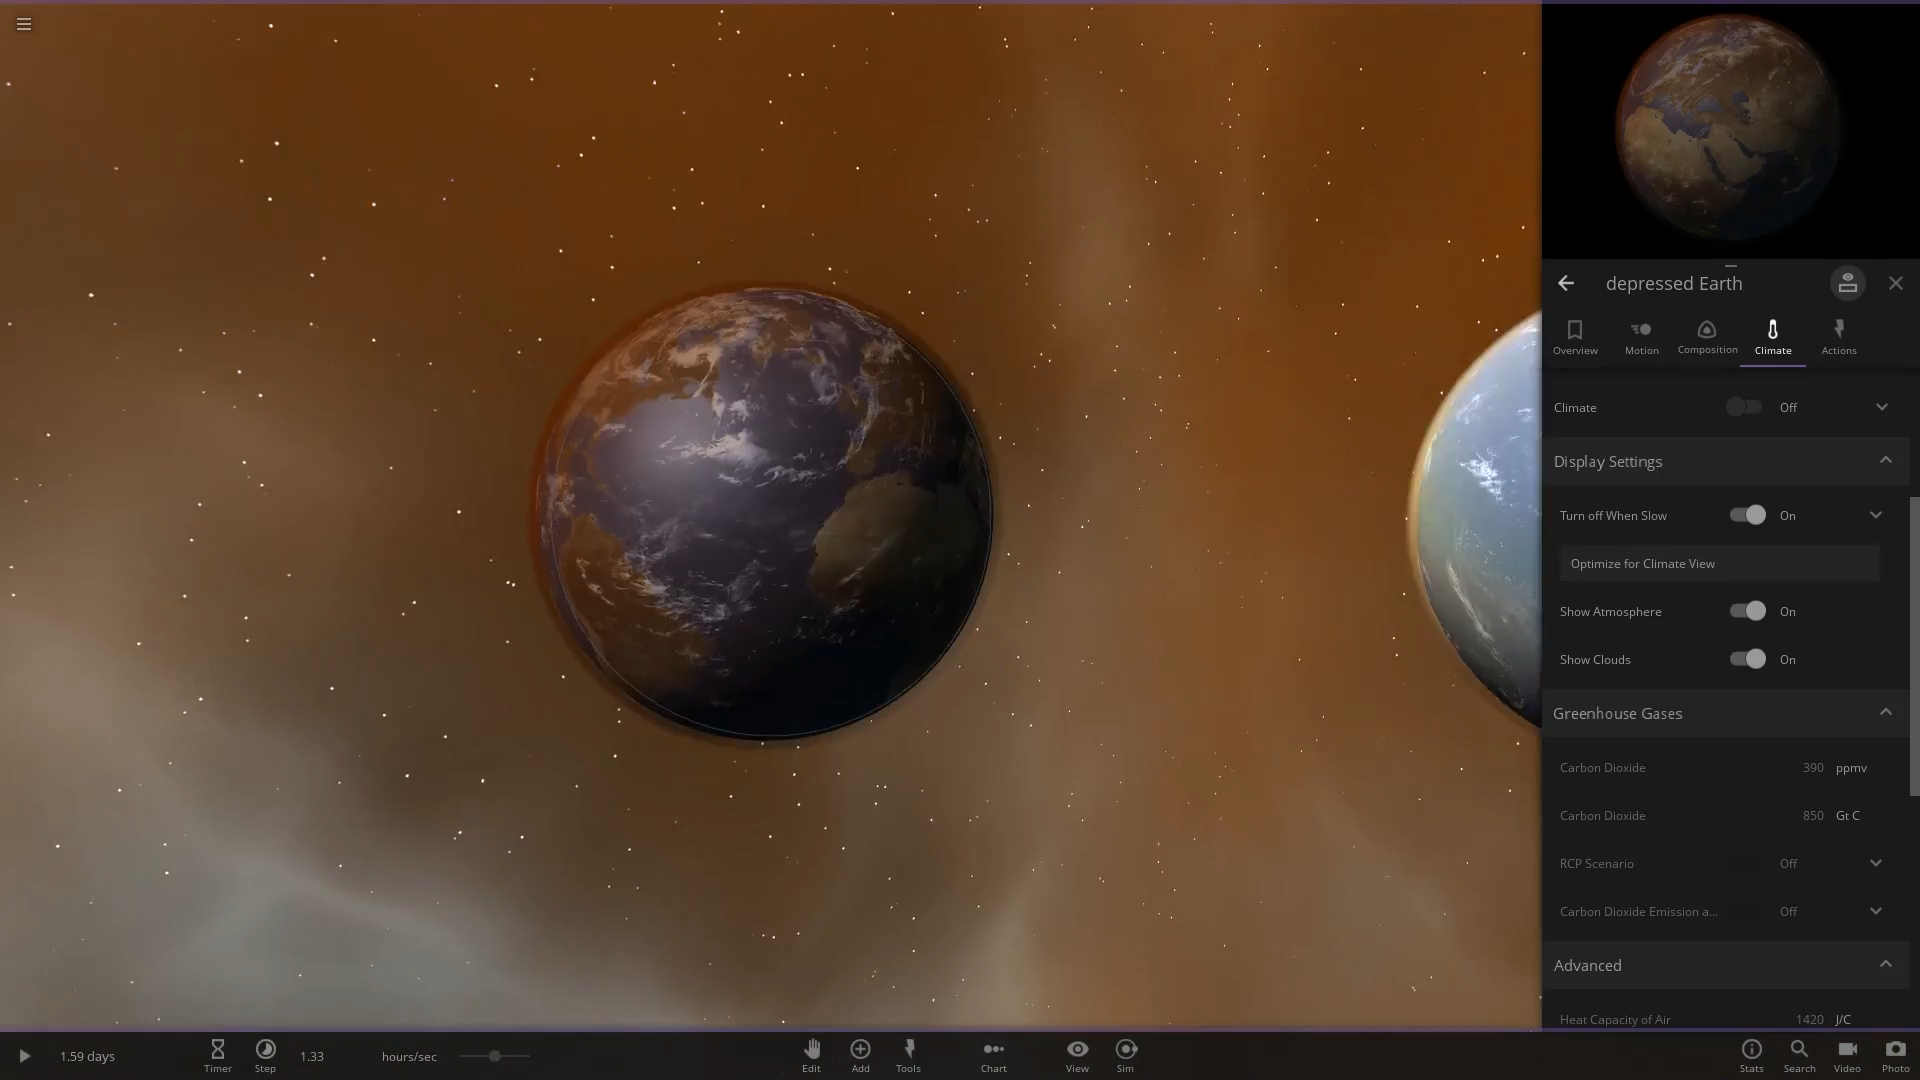 depressed Earth
Overview Motion Composition Climate Actions
Climate Off
Display Settings
Turn off When Slow On
Optimize for Climate View
Show Atmosphere On
Show Clouds On
Greenhouse Gases
Carbon Dioxide 390 ppmv
Carbon Dioxide 850 Gt C
RCP Scenario Off
Carbon Dioxide Emission a... Off
Advanced
Heat Capacity of Air 1420 J/C
1.59 days Timer Step 1.33 hours/sec Edit Add Tools Chart View Sim Stats Search Video Photo